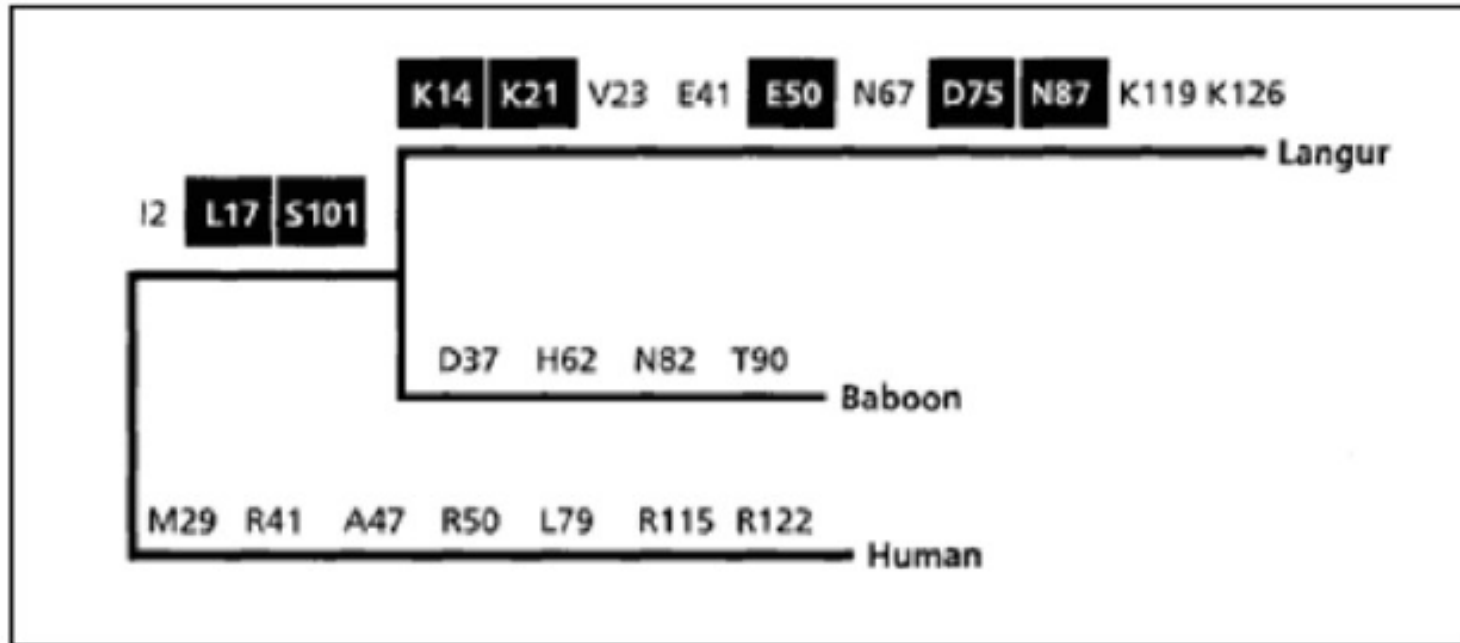 K14 K21 V23 E41 E50 N67 D75 N87 K119 K126
Langur
I2 L17 S101
D37 H62 N82 T90
Baboon
M29 R41 A47 R50 L79 R115 R122
Human